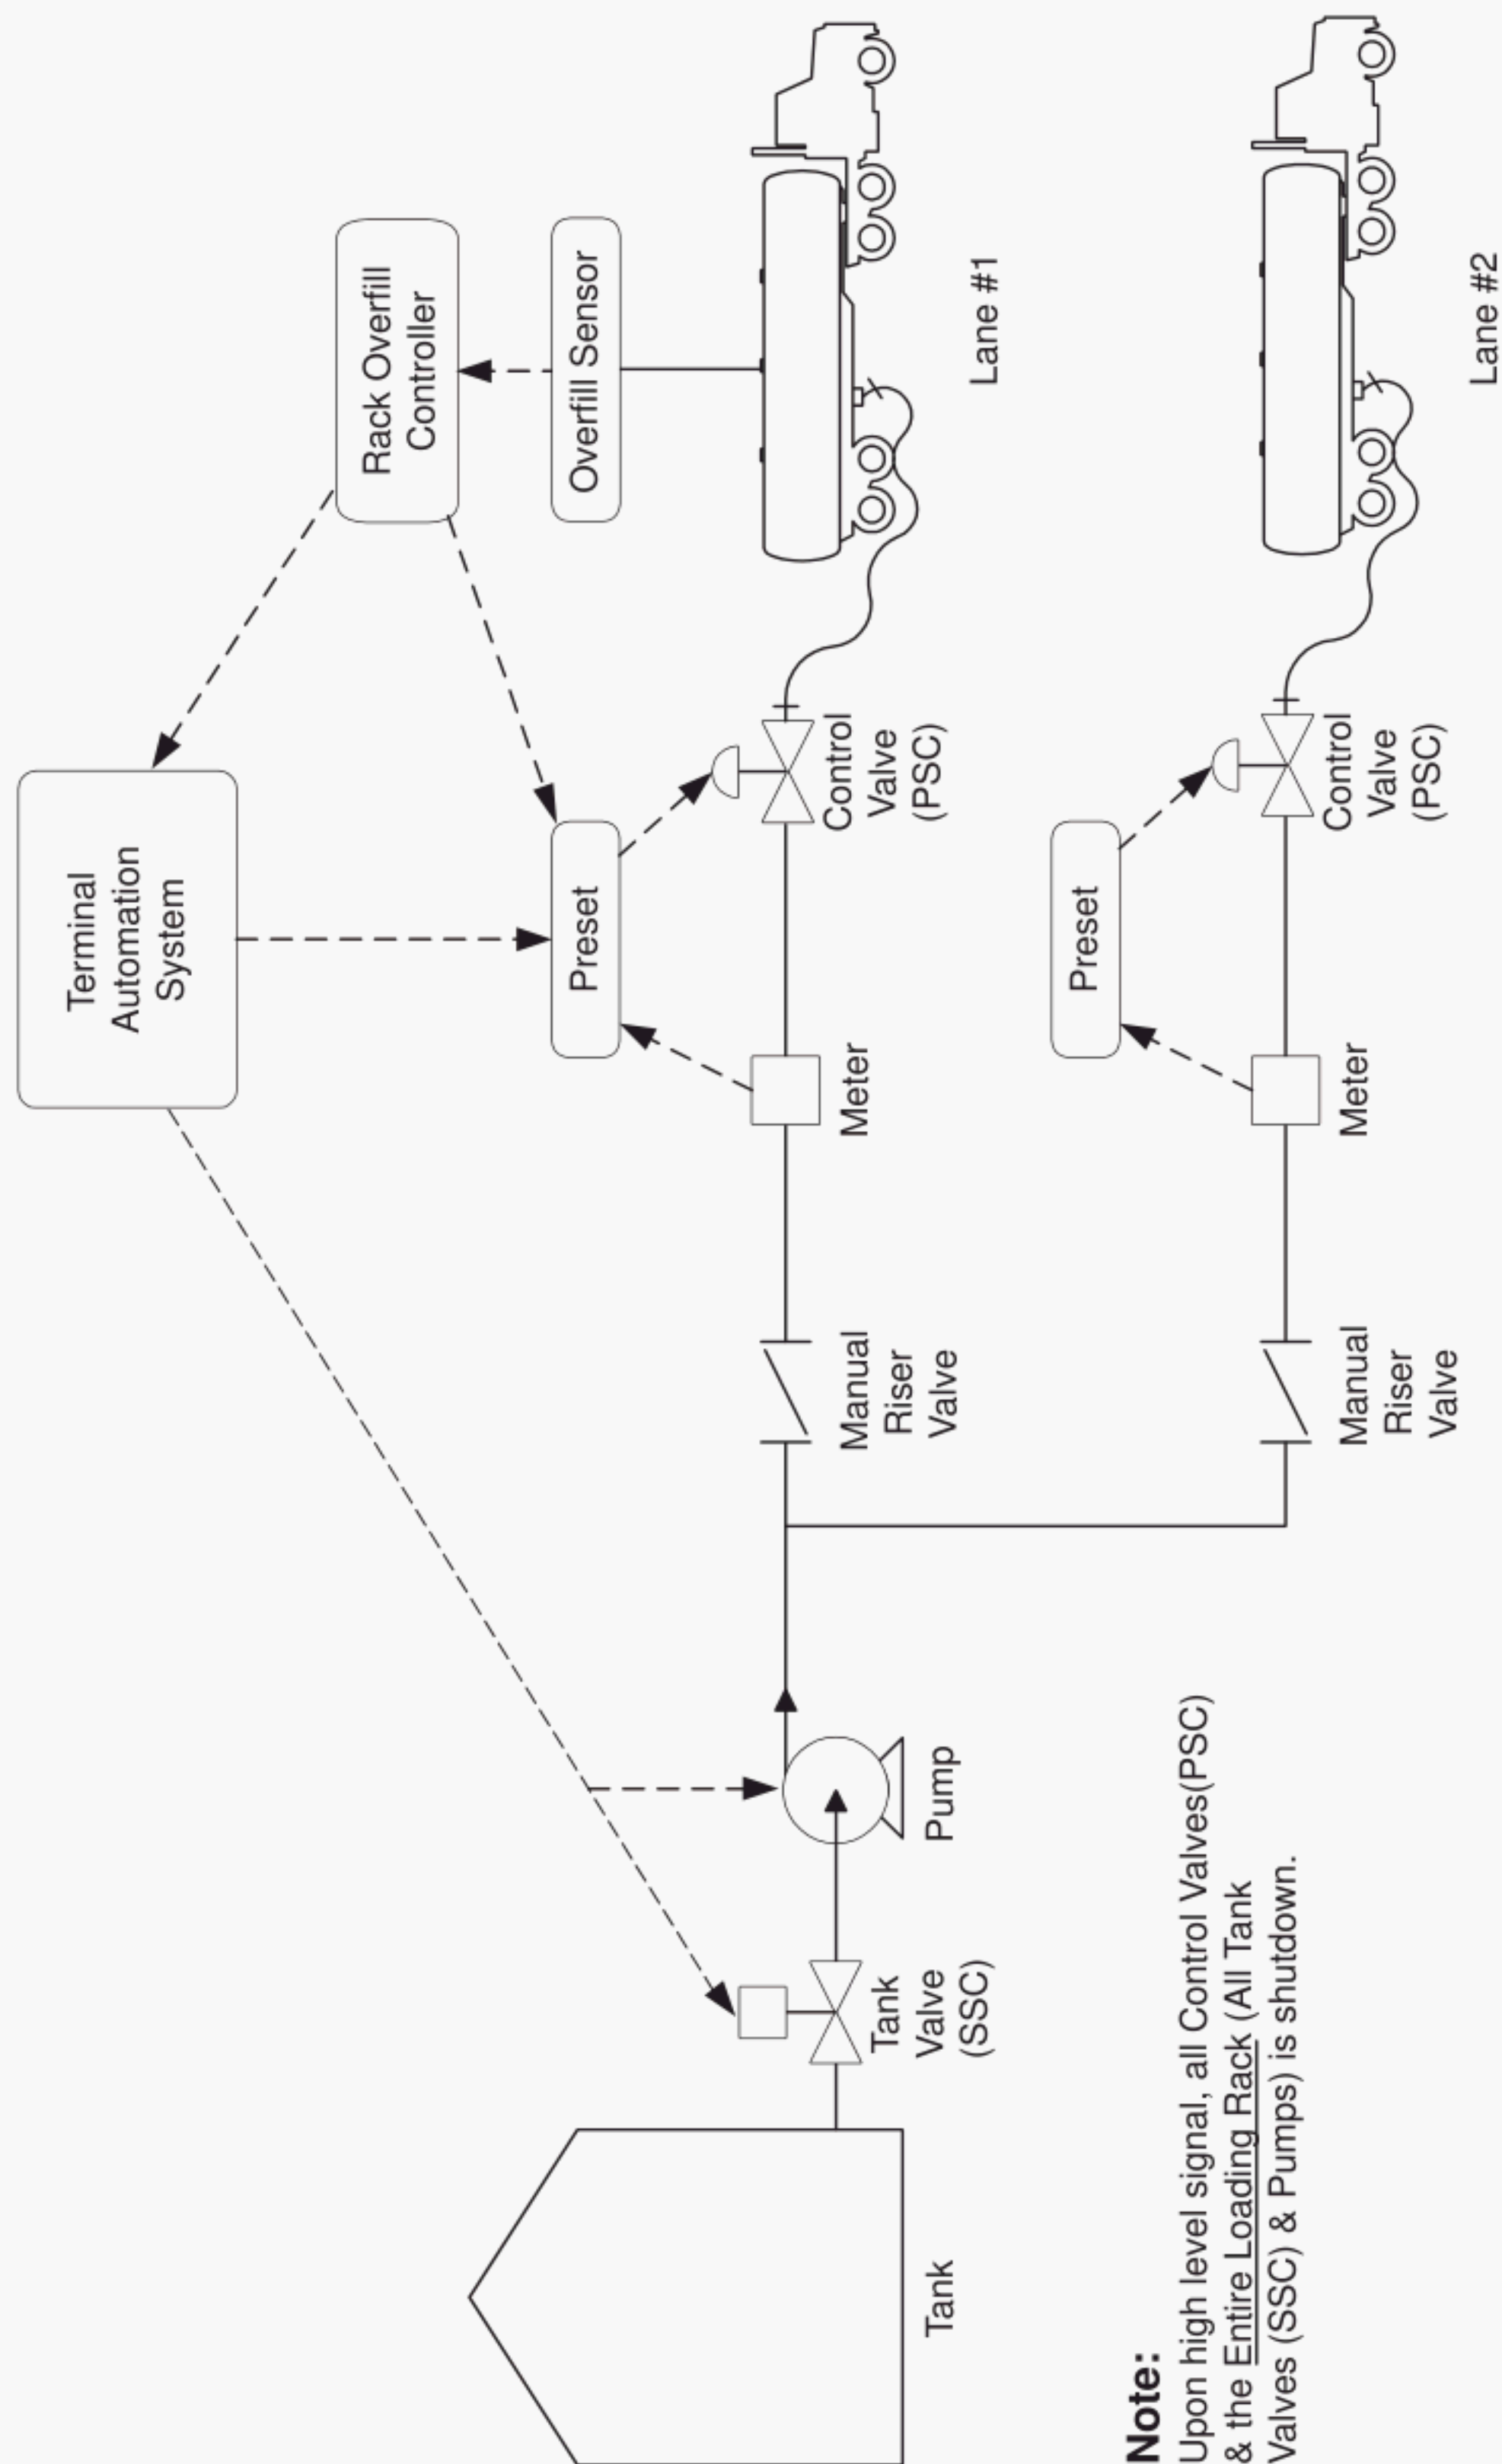 Terminal
Automation
System
Rack Overfill
Controller
Preset
Overfill Sensor
Tank
Tank
Valve
(SSC)
Pump
Manual
Riser
Valve
Meter
Control
Valve
(PSC)
Lane #1
Preset
Manual
Riser
Valve
Meter
Control
Valve
(PSC)
Lane #2
Note:
Upon high level signal, all Control Valves(PSC)
& the Entire Loading Rack (All Tank
Valves (SSC) & Pumps) is shutdown.